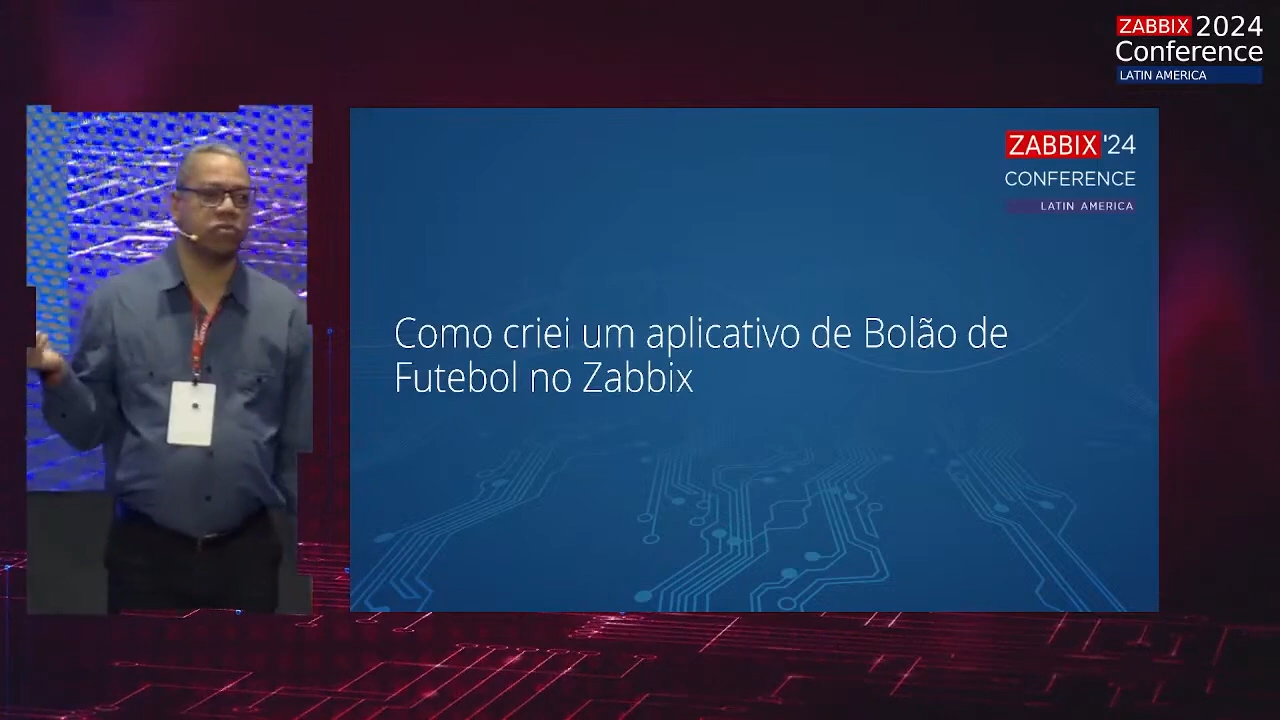 ZABBIX 2024
Conference
LATIN AMERICA
ZABBIX '24
CONFERENCE
LATIN AMERICA
Como criei um aplicativo de Bolão de
Futebol no Zabbix